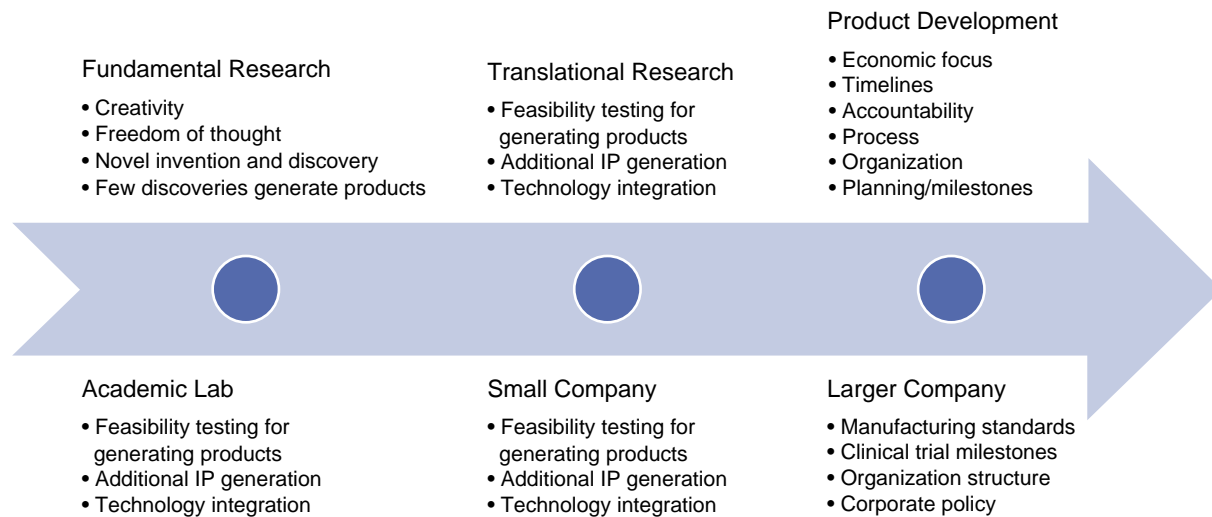 Fundamental Research
• Creativity
• Freedom of thought
• Novel invention and discovery
• Few discoveries generate products
Translational Research
• Feasibility testing for
generating products
• Additional IP generation
• Technology integration
Product Development
• Economic focus
• Timelines
• Accountability
• Process
• Organization
• Planning/milestones
Academic Lab
• Feasibility testing for
generating products
• Additional IP generation
• Technology integration
Small Company
• Feasibility testing for
generating products
• Additional IP generation
• Technology integration
Larger Company
• Manufacturing standards
• Clinical trial milestones
• Organization structure
• Corporate policy